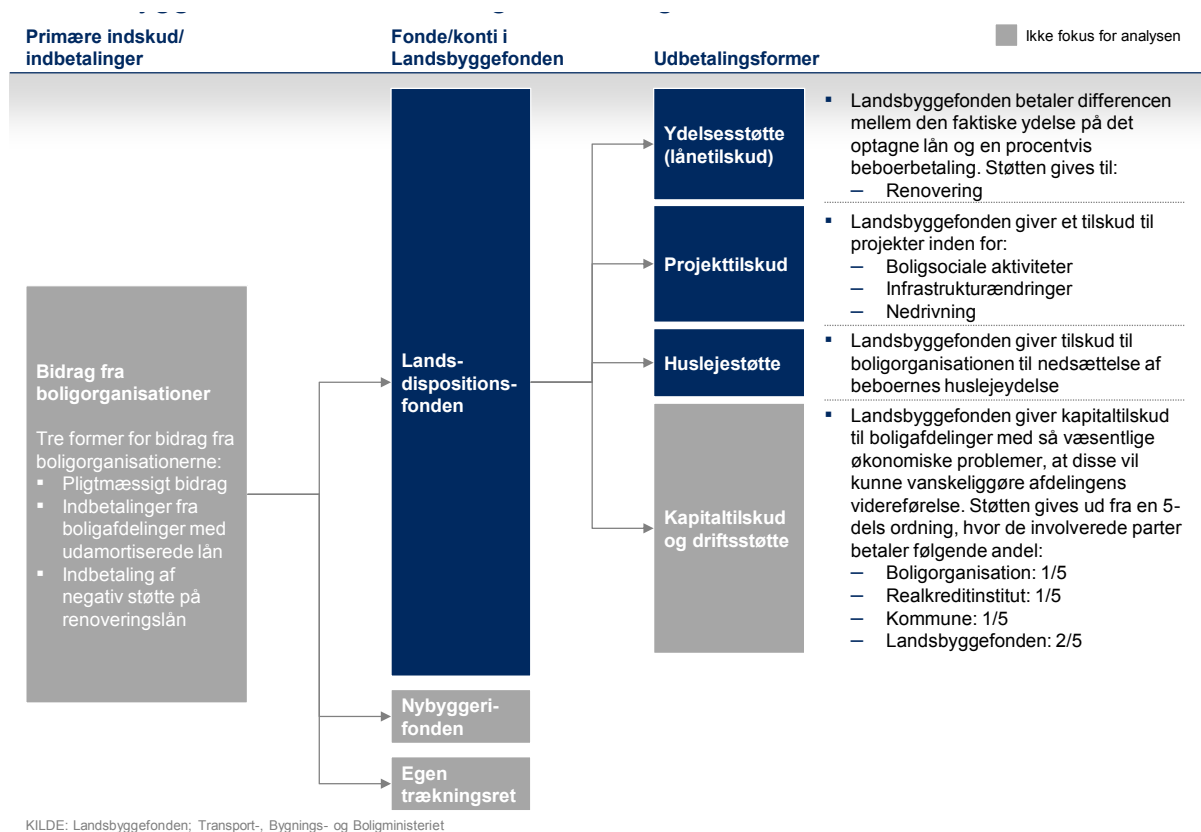 Primære indskud/
indbetalinger
Fonde/konti i
Landsbyggefonden
Udbetalingsformer
Ikke fokus for analysen
Bidrag fra
boligorganisationer
Tre former for bidrag fra
boligorganisationerne:
▪ Pligtmæssigt bidrag
▪ Indbetalinger fra
boligafdelinger med
udamortiserede lån
▪ Indbetaling af
negativ støtte på
renoveringslån
Lands-
dispositions-
fonden
Nybyggeri-
fonden
Egen
trækningsret
Ydelsesstøtte
(lånetilskud)
▪ Landsbyggefonden betaler differencen
mellem den faktiske ydelse på det
optagne lån og en procentvis
beboerbetaling. Støtten gives til:
– Renovering
Projekttilskud
▪ Landsbyggefonden giver et tilskud til
projekter inden for:
– Boligsociale aktiviteter
– Infrastrukturændringer
– Nedrivning
Huslejestøtte
▪ Landsbyggefonden giver tilskud til
boligorganisationen til nedsættelse af
beboernes huslejeydelse
Kapitaltilskud
og driftsstøtte
▪ Landsbyggefonden giver kapitaltilskud
til boligafdelinger med så væsentlige
økonomiske problemer, at disse vil
kunne vanskeliggøre afdelingens
videreførelse. Støtten gives ud fra en 5-
dels ordning, hvor de involverede parter
betaler følgende andel:
– Boligorganisation: 1/5
– Realkreditinstitut: 1/5
– Kommune: 1/5
– Landsbyggefonden: 2/5
KILDE: Landsbyggefonden; Transport-, Bygnings- og Boligministeriet